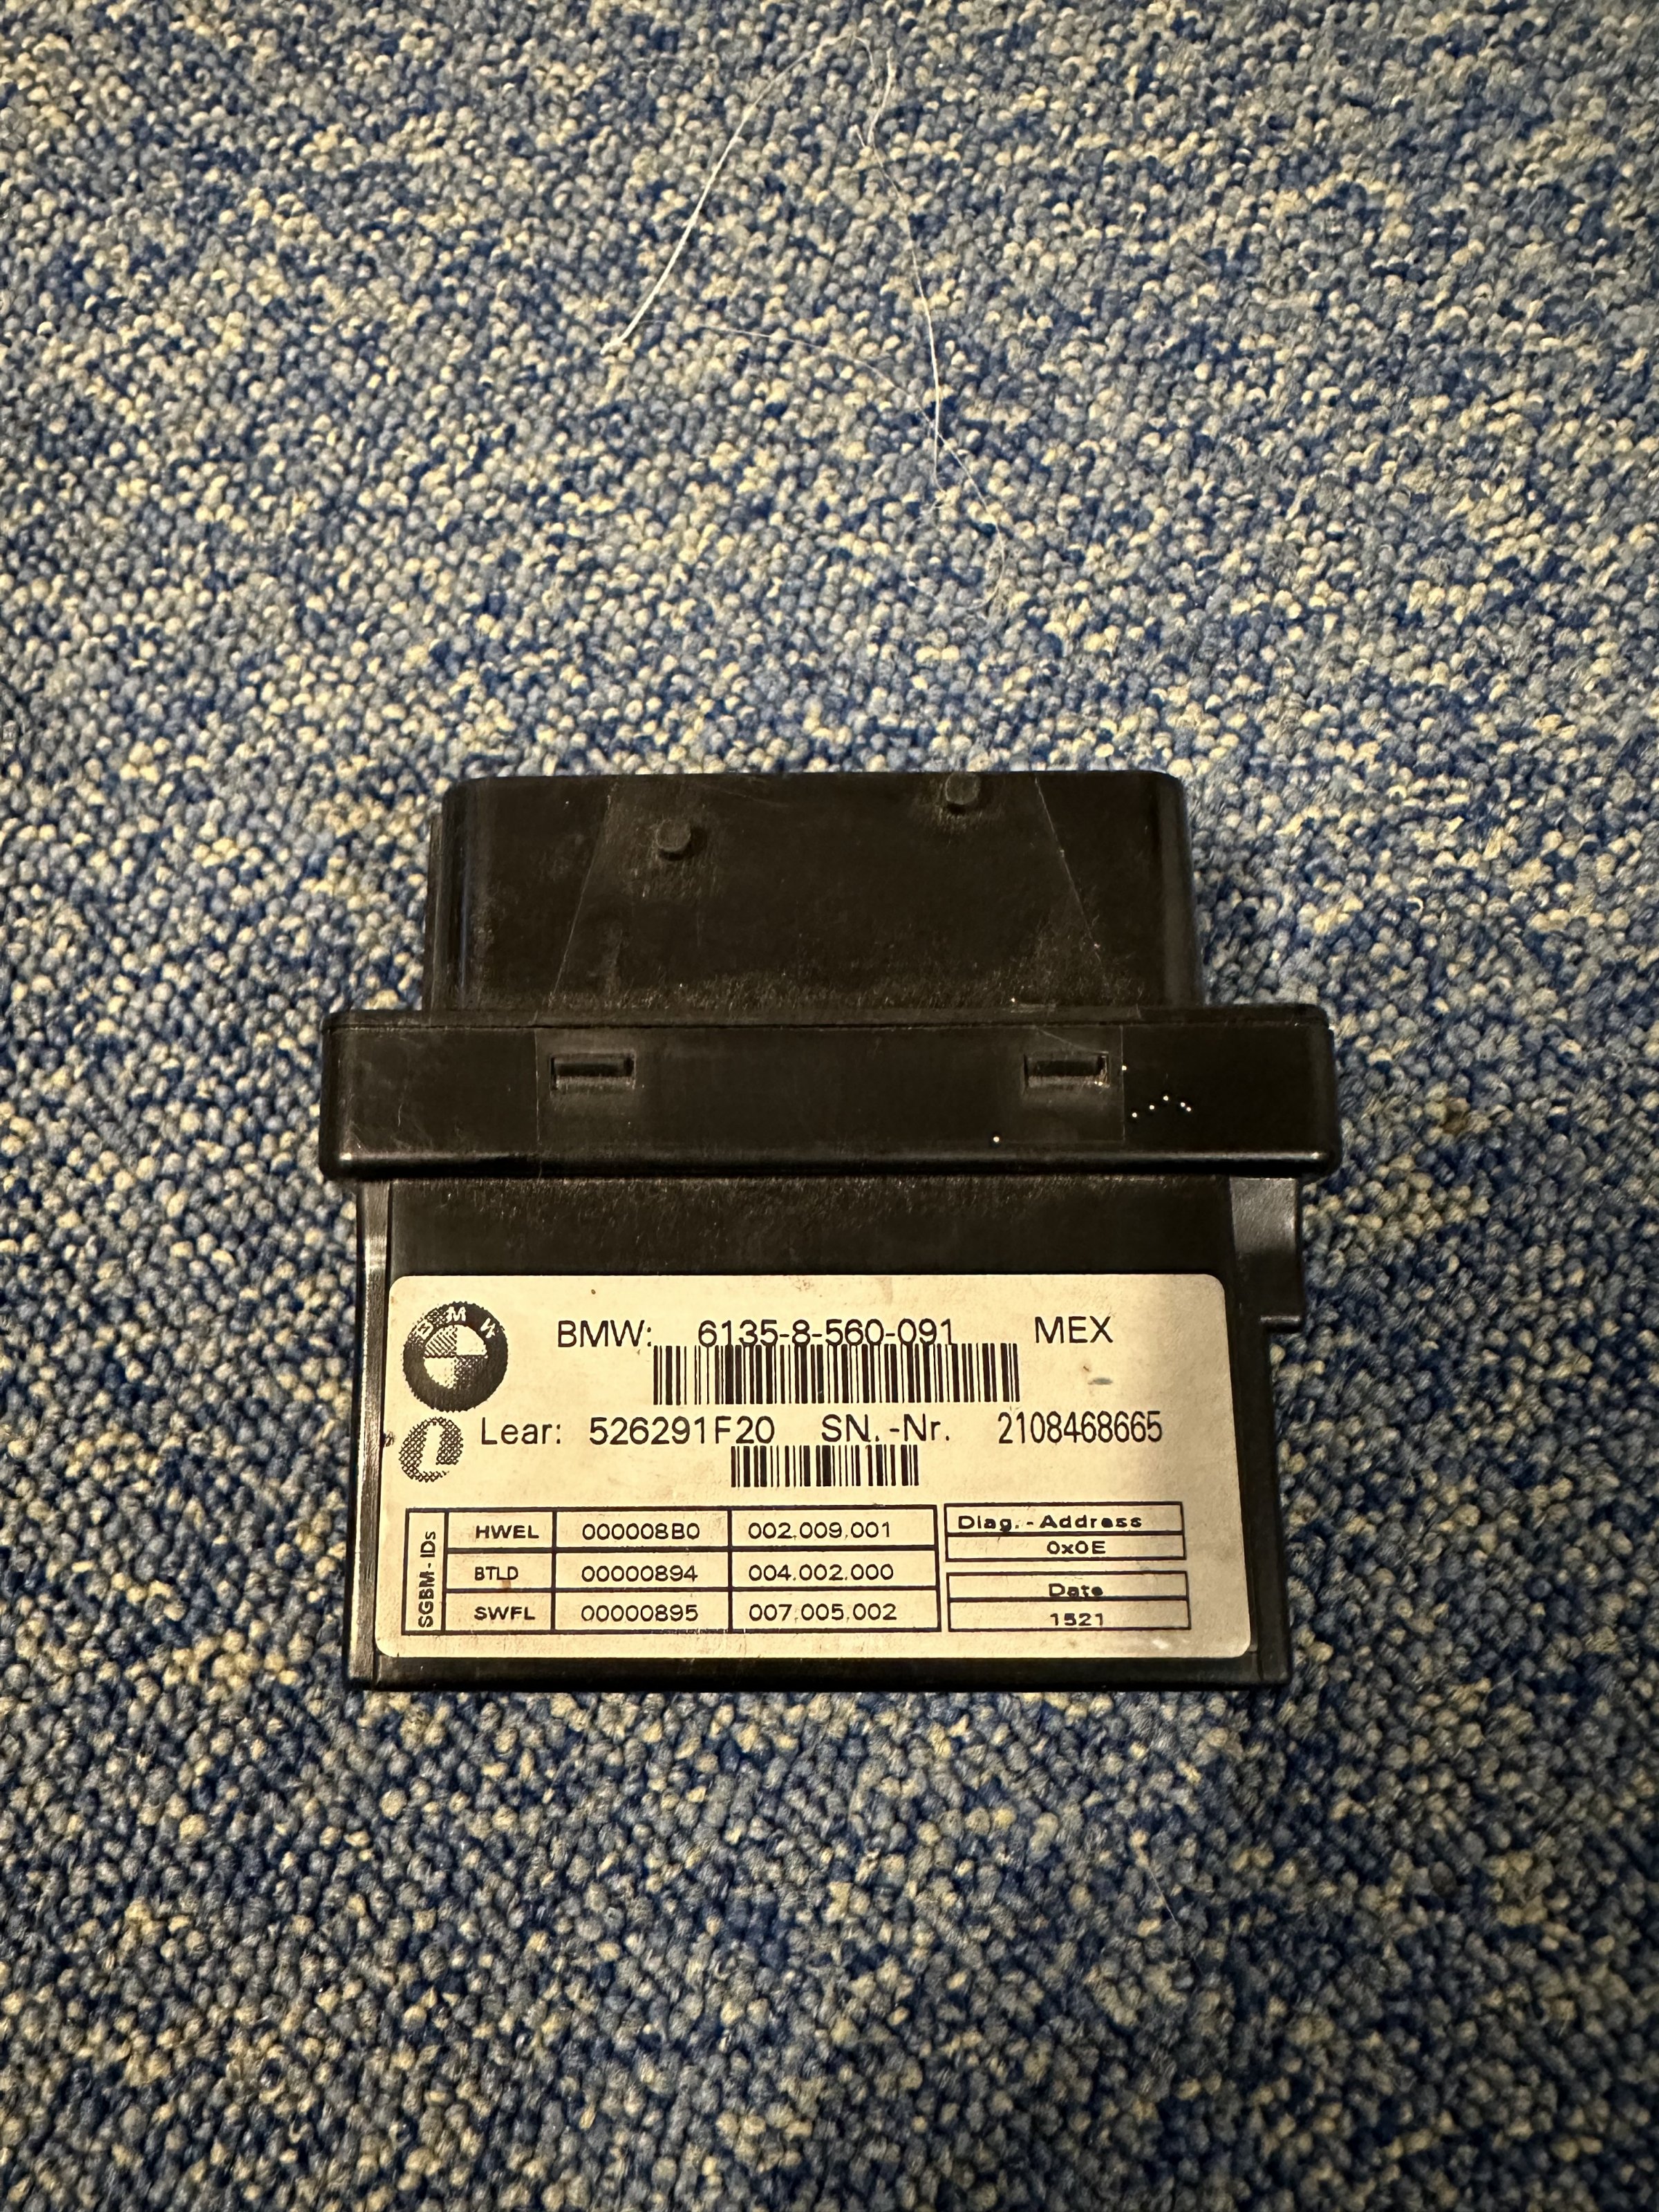 BMW
BMW: 6135-8-560-091 MEX
L
Lear: 526291F20 SN.-Nr. 2108468665
SGBM-IDs
HWEL 000008B0 002.009.001
BTLD 00000894 004.002.000
SWFL 00000895 007.005.002
Diag.-Address
0x0E
Date
1521